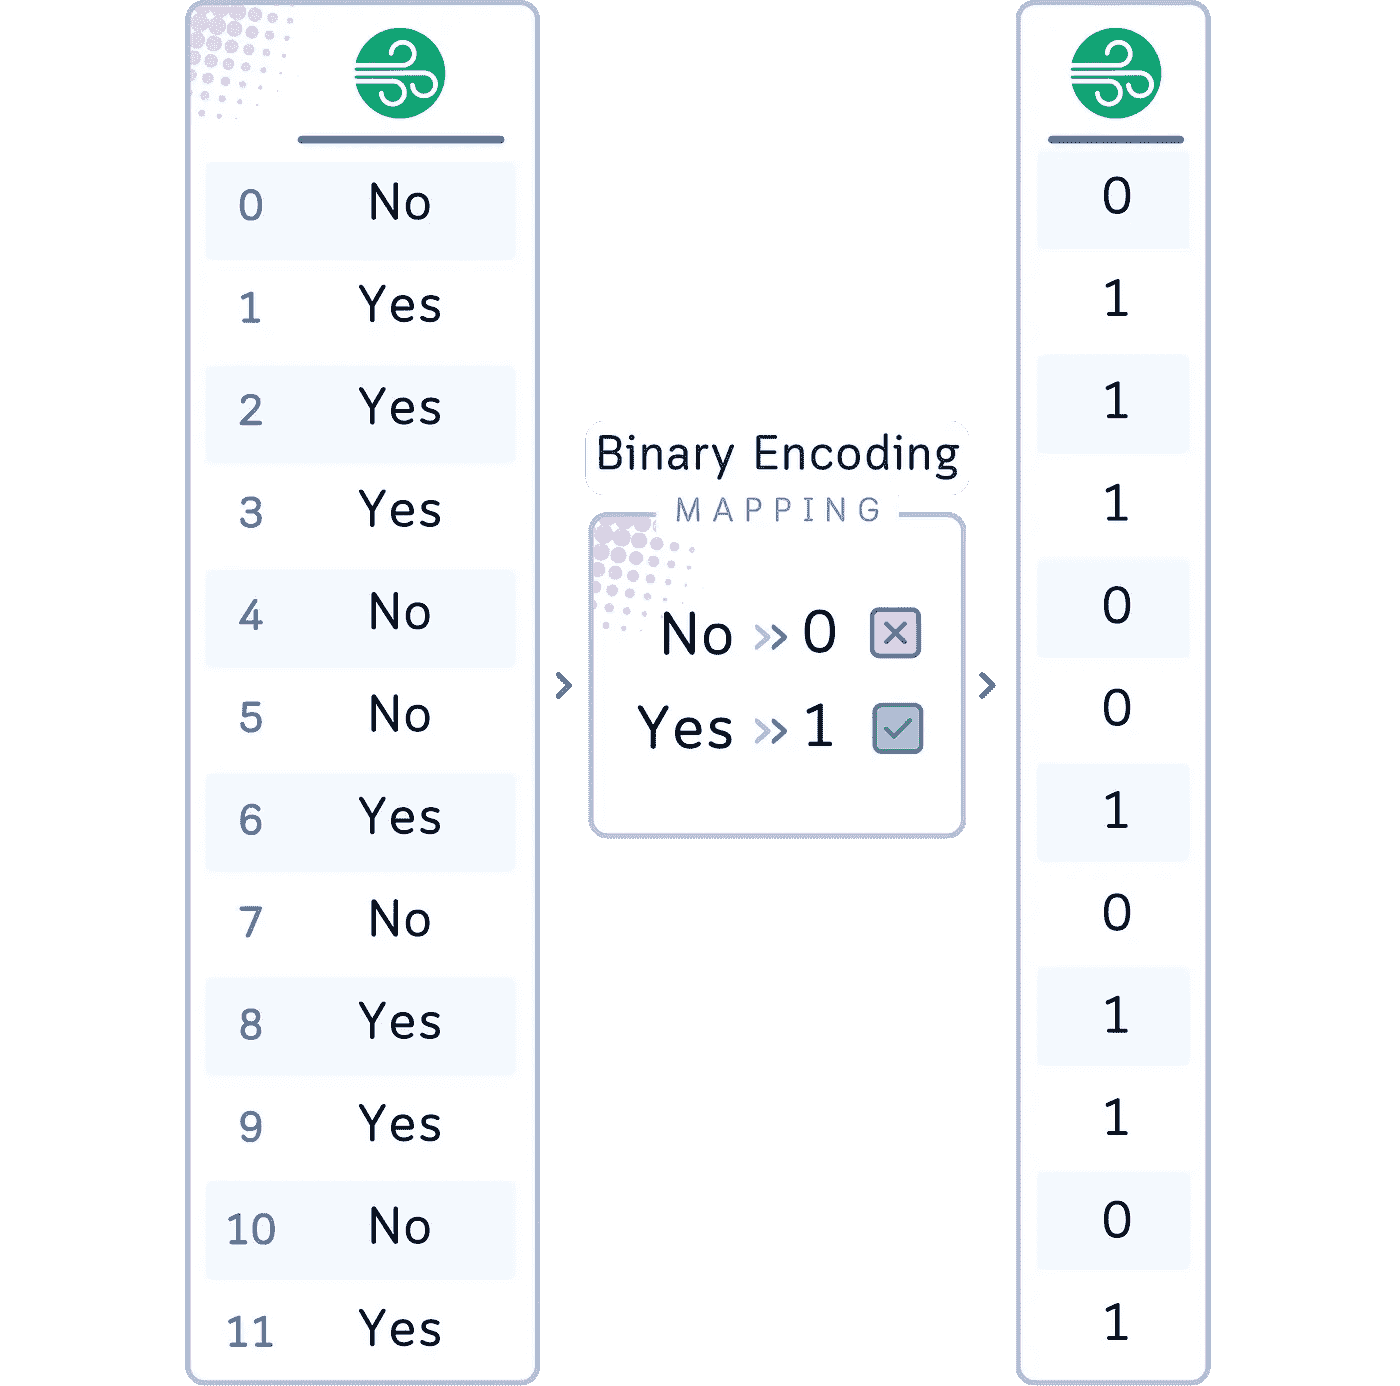 0 No
1 Yes
2 Yes
3 Yes
4 No
5 No
6 Yes
7 No
8 Yes
9 Yes
10 No
11 Yes
Binary Encoding
MAPPING
No » 0
Yes » 1
0
1
1
1
0
0
1
0
1
1
0
1